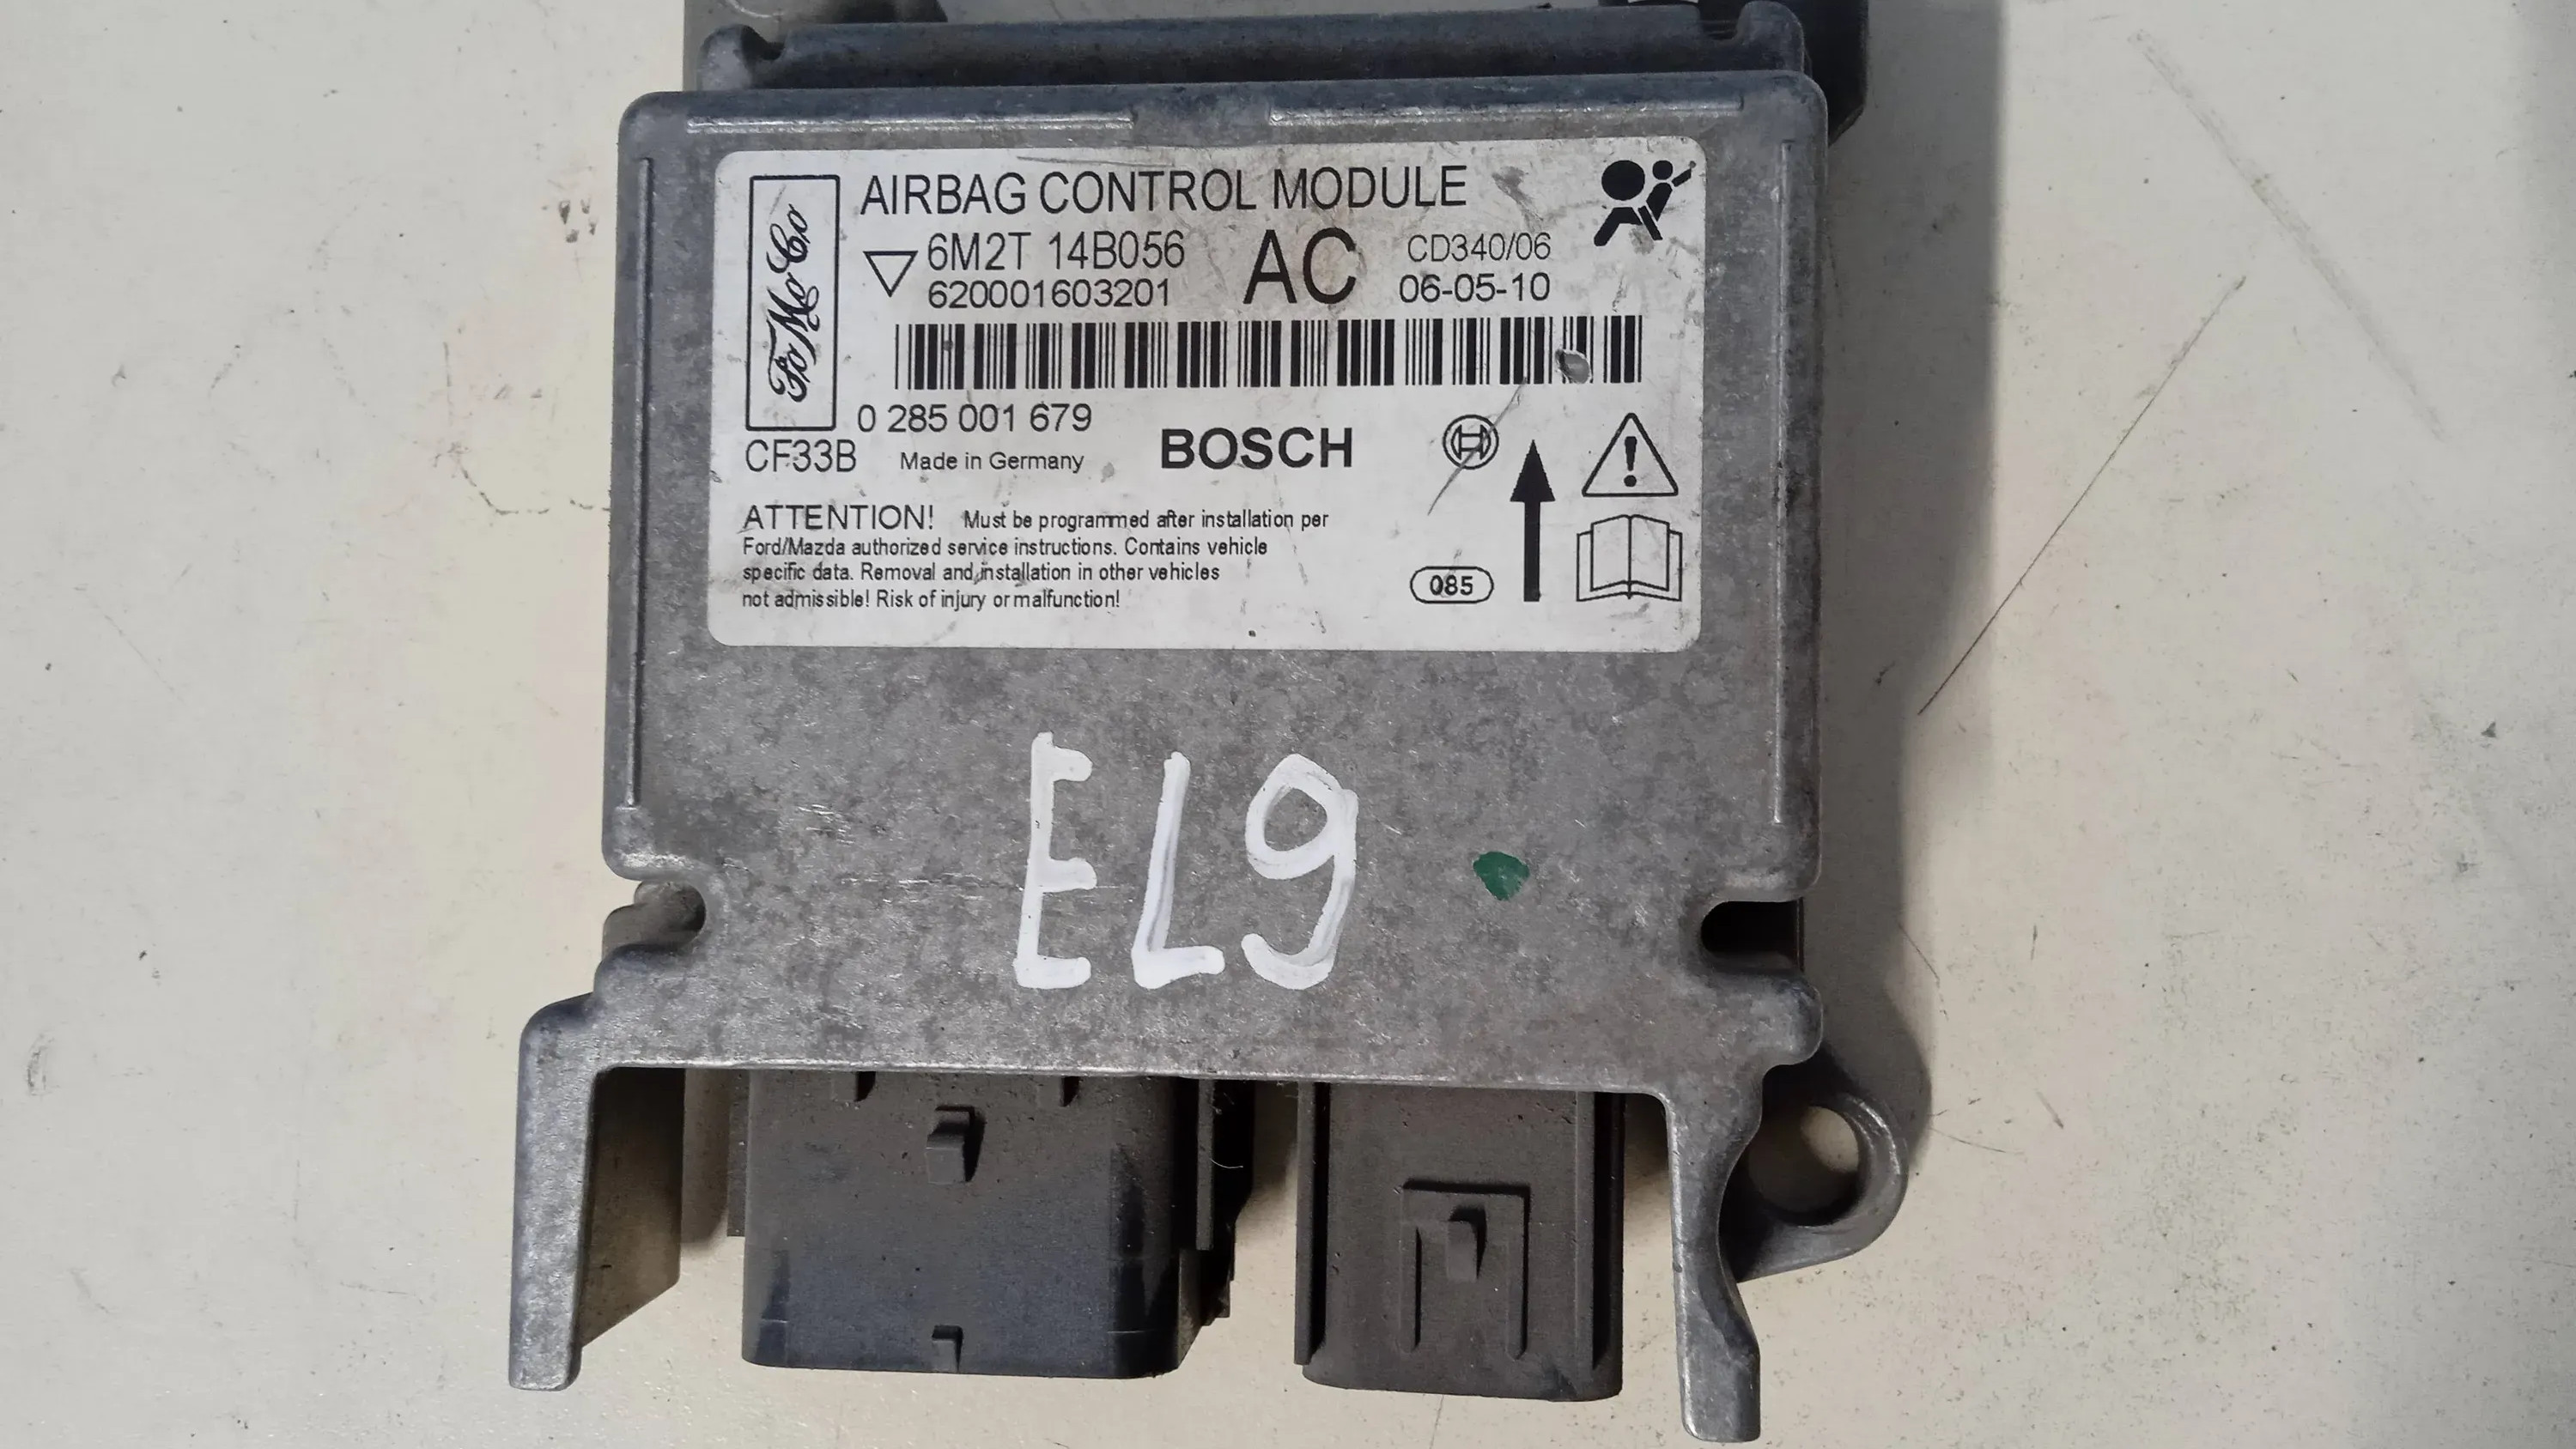 FoMoCo
AIRBAG CONTROL MODULE
6M2T 14B056 AC CD340/06
620001603201 06-05-10
0 285 001 679
CF33B Made in Germany BOSCH
ATTENTION! Must be programmed after installation per
Ford/Mazda authorized service instructions. Contains vehicle
specific data. Removal and installation in other vehicles
not admissible! Risk of injury or malfunction!
085
EL9